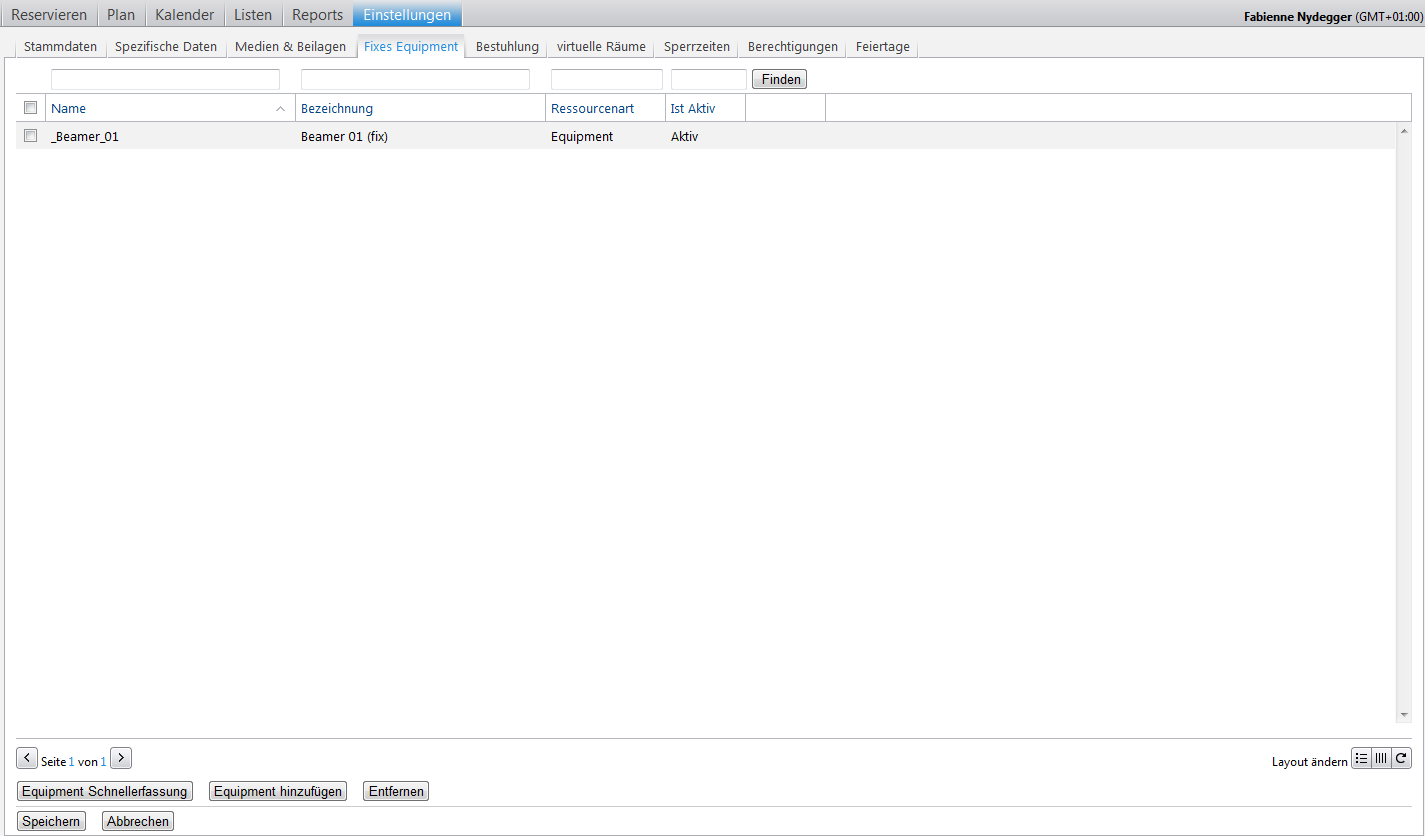 Reservieren Plan Kalender Listen Reports Einstellungen Fabienne Nydegger (GMT+01:00)
Stammdaten Spezifische Daten Medien & Beilagen Fixes Equipment Bestuhlung virtuelle Räume Sperrzeiten Berechtigungen Feiertage
Finden
Name Bezeichnung Ressourcenart Ist Aktiv
_Beamer_01 Beamer 01 (fix) Equipment Aktiv
Seite 1 von 1 Layout ändern
Equipment Schnellerfassung Equipment hinzufügen Entfernen
Speichern Abbrechen